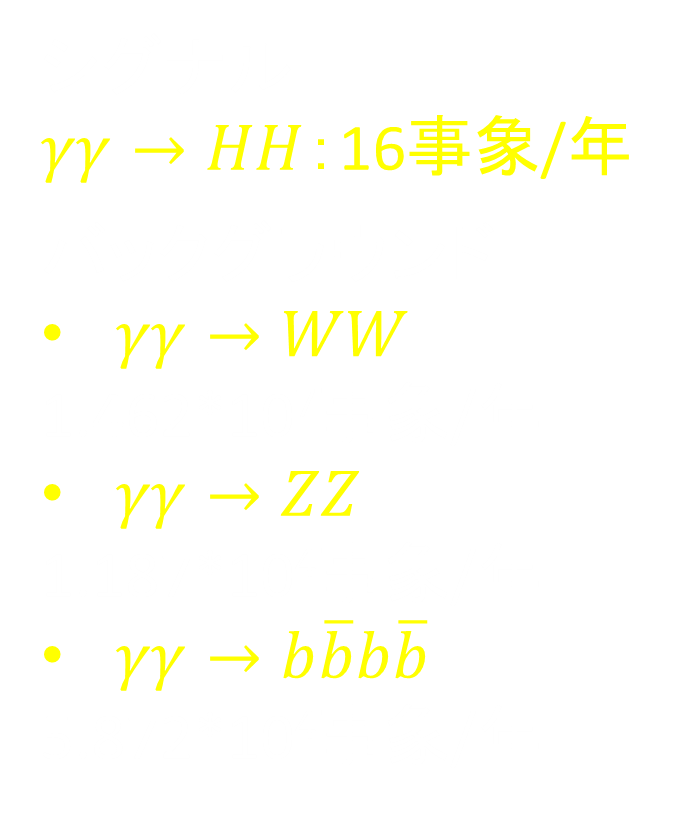 γγ → HH : 16事象/年
• γγ → WW
• γγ → ZZ
• γγ → bb̅bb̅